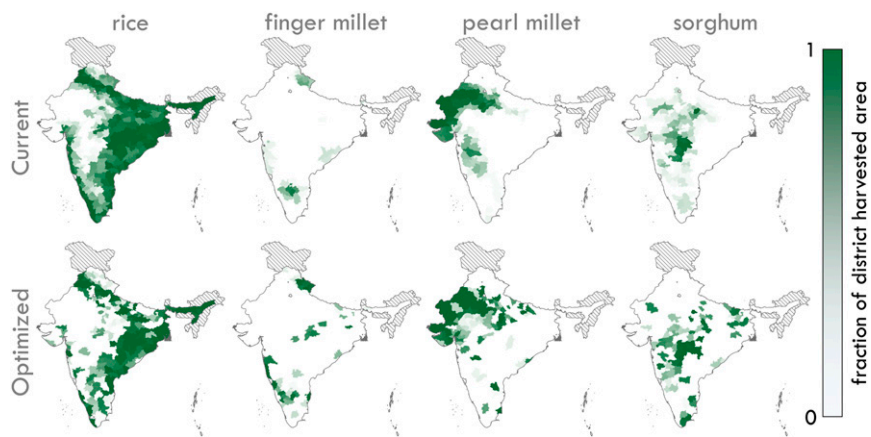 rice
finger millet
pearl millet
sorghum
Current
Optimized
1
0
fraction of district harvested area